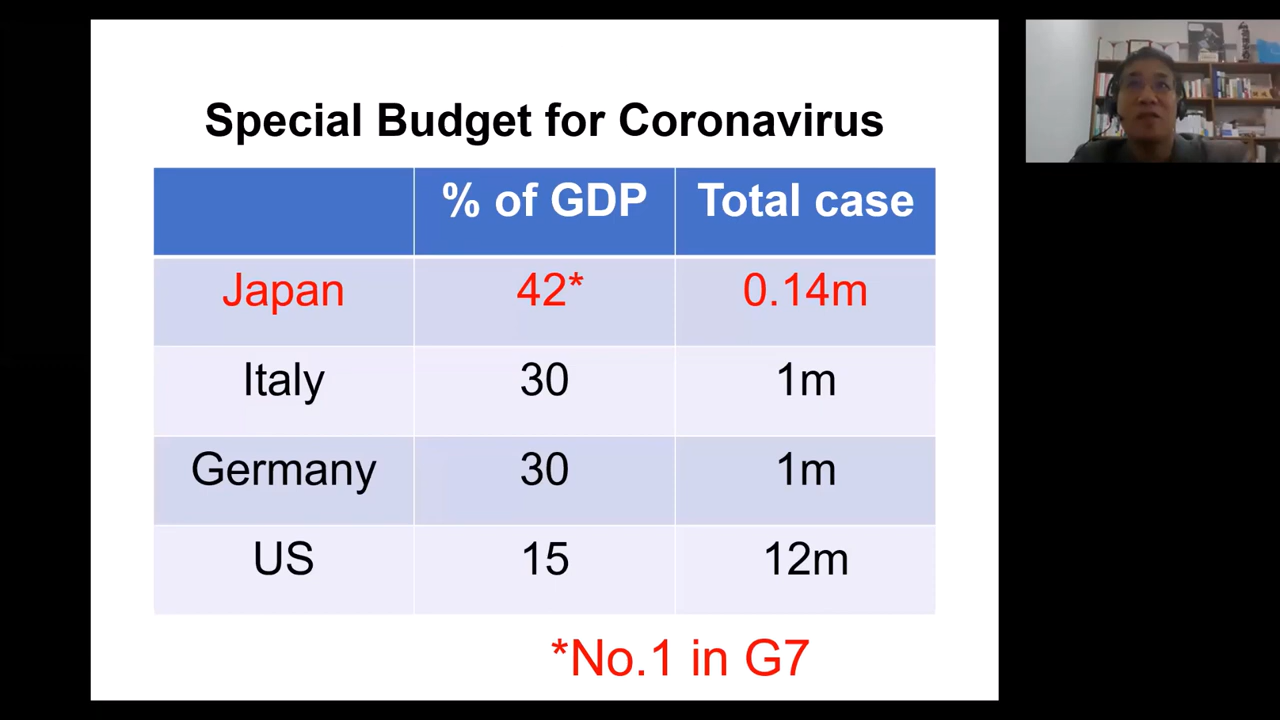 Special Budget for Coronavirus
% of GDP Total case
Japan 42* 0.14m
Italy 30 1m
Germany 30 1m
US 15 12m
*No.1 in G7